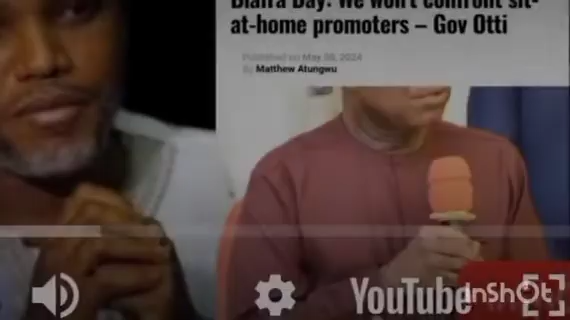 Biafra Day: We won't confront sit-
at-home promoters – Gov Otti
Published on May 30, 2024
By Matthew Atungwu
YouTube
InShOt